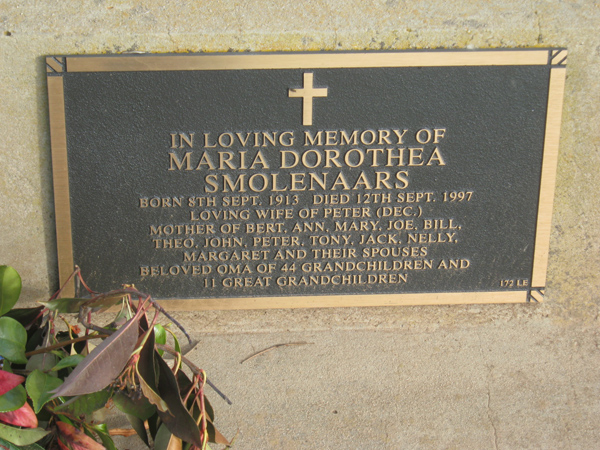 IN LOVING MEMORY OF
MARIA DOROTHEA
SMOLENAARS
BORN 8TH SEPT. 1913 DIED 12TH SEPT. 1997
LOVING WIFE OF PETER (DEC.)
MOTHER OF BERT, ANN, MARY, JOE, BILL,
THEO, JOHN, PETER, TONY, JACK, NELLY,
MARGARET AND THEIR SPOUSES
BELOVED OMA OF 44 GRANDCHILDREN AND
11 GREAT GRANDCHILDREN
172 LE